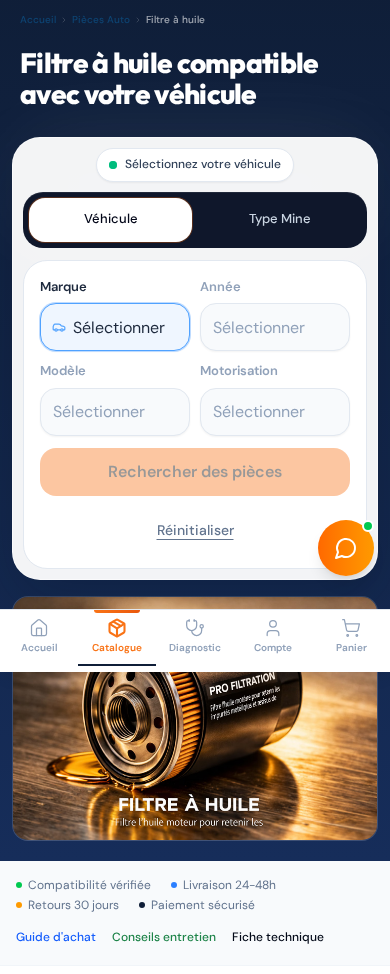 Accueil > Pièces Auto > Filtre à huile
Filtre à huile compatible
avec votre véhicule
Sélectionnez votre véhicule
Véhicule Type Mine
Marque Année
Sélectionner Sélectionner
Modèle Motorisation
Sélectionner Sélectionner
Rechercher des pièces
Réinitialiser
Accueil Catalogue Diagnostic Compte Panier
PRO FILTRATION
FILTRE À HUILE
Filtre l'huile moteur pour retenir les
Compatibilité vérifiée Livraison 24-48h
Retours 30 jours Paiement sécurisé
Guide d'achat Conseils entretien Fiche technique